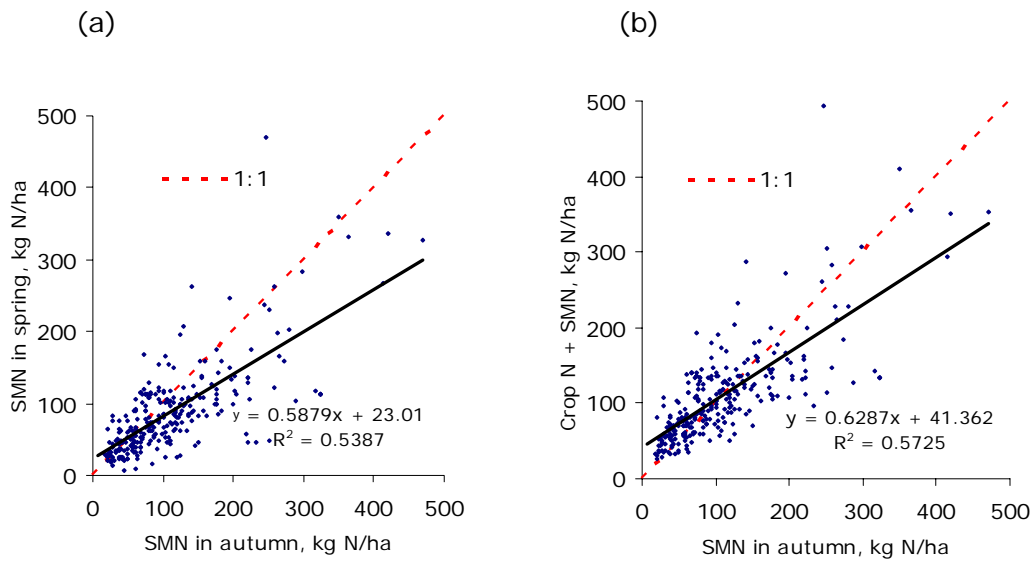 (a)
SMN in spring, kg N/ha
500
400
300
200
100
0
1:1
y = 0.5879x + 23.01
R² = 0.5387
0 100 200 300 400 500
SMN in autumn, kg N/ha
(b)
Crop N + SMN, kg N/ha
500
400
300
200
100
0
1:1
y = 0.6287x + 41.362
R² = 0.5725
0 100 200 300 400 500
SMN in autumn, kg N/ha